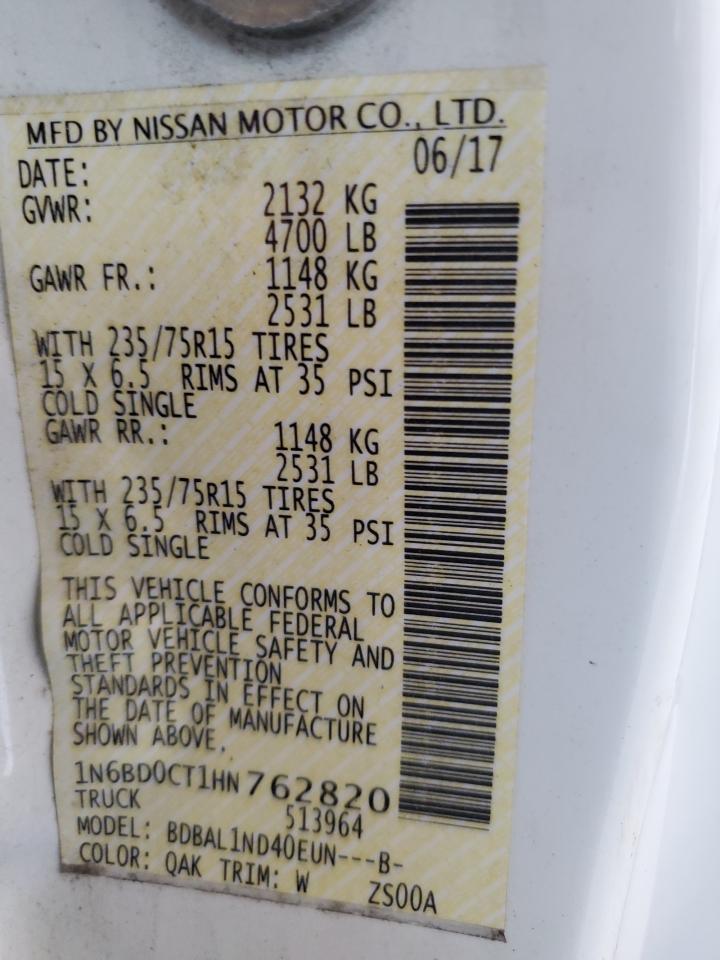 MFD BY NISSAN MOTOR CO., LTD.
DATE: 06/17
GVWR: 2132 KG
4700 LB
GAWR FR.: 1148 KG
2531 LB
WITH 235/75R15 TIRES
15 X 6.5 RIMS AT 35 PSI
COLD SINGLE
GAWR RR.: 1148 KG
2531 LB
WITH 235/75R15 TIRES
15 X 6.5 RIMS AT 35 PSI
COLD SINGLE
THIS VEHICLE CONFORMS TO
ALL APPLICABLE FEDERAL
MOTOR VEHICLE SAFETY AND
THEFT PREVENTION
STANDARDS IN EFFECT ON
THE DATE OF MANUFACTURE
SHOWN ABOVE.
1N6BD0CT1HN762820
TRUCK 513964
MODEL: BDBAL1ND40EUN---B-
COLOR: QAK TRIM: W ZS00A